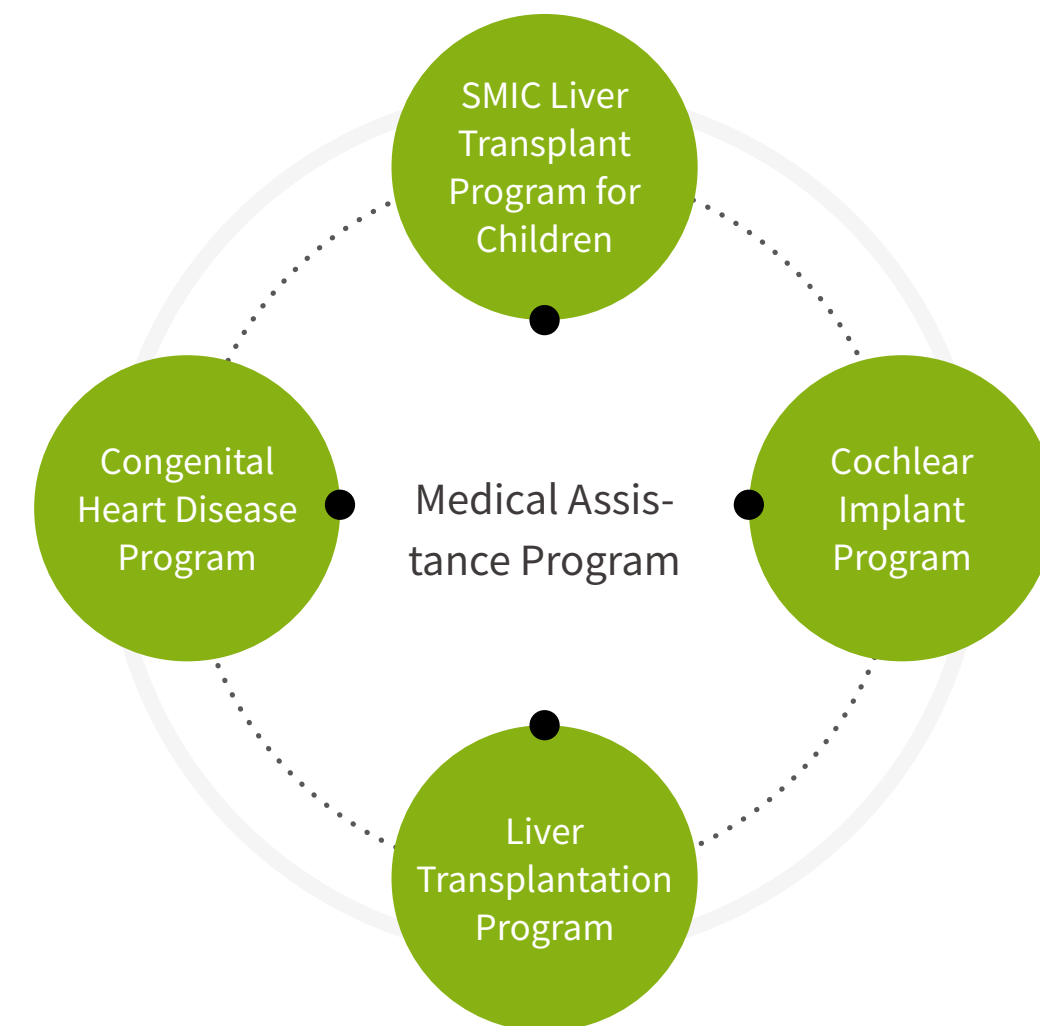 SMIC Liver
Transplant
Program for
Children
Congenital
Heart Disease
Program
Medical Assis-
tance Program
Cochlear
Implant
Program
Liver
Transplantation
Program